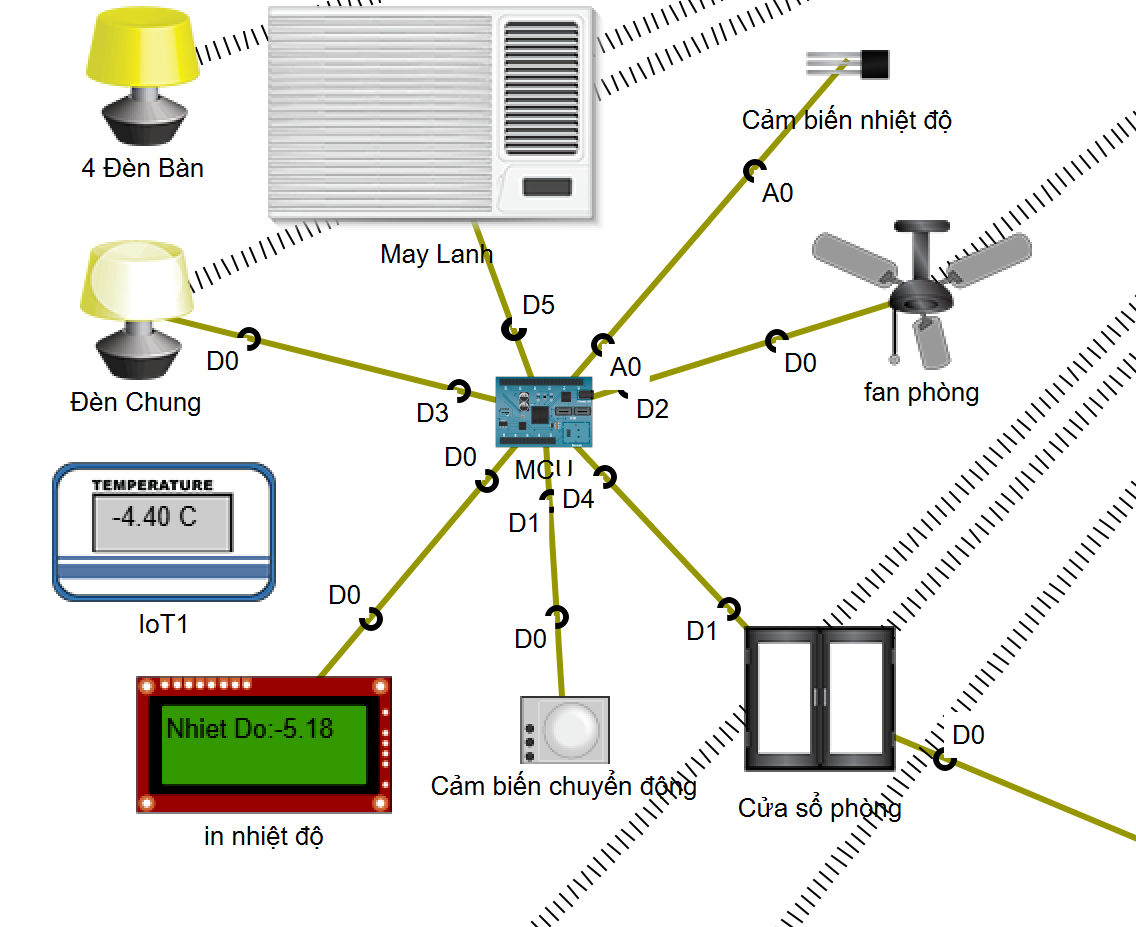 4 Đèn Bàn
May Lanh
Cảm biến nhiệt độ
A0
D5
A0
D0
D0
fan phòng
Đèn Chung
D3
D2
D0
MCU
D4
D1
TEMPERATURE
-4.40 C
IoT1
D0
D0
D1
Nhiet Do:-5.18
D0
Cảm biến chuyển động
Cửa sổ phòng
in nhiệt độ